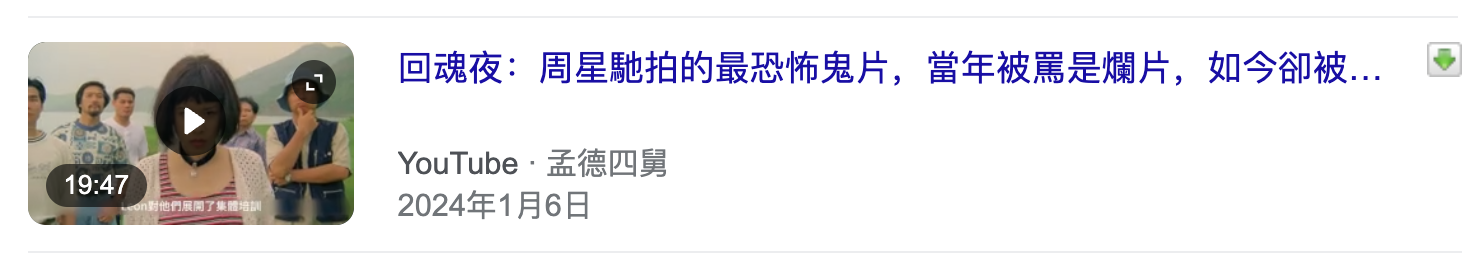 回魂夜：周星馳拍的最恐怖鬼片，當年被罵是爛片，如今卻被...
19:47
Leon對他們展開了集體培訓
YouTube · 孟德四舅
2024年1月6日